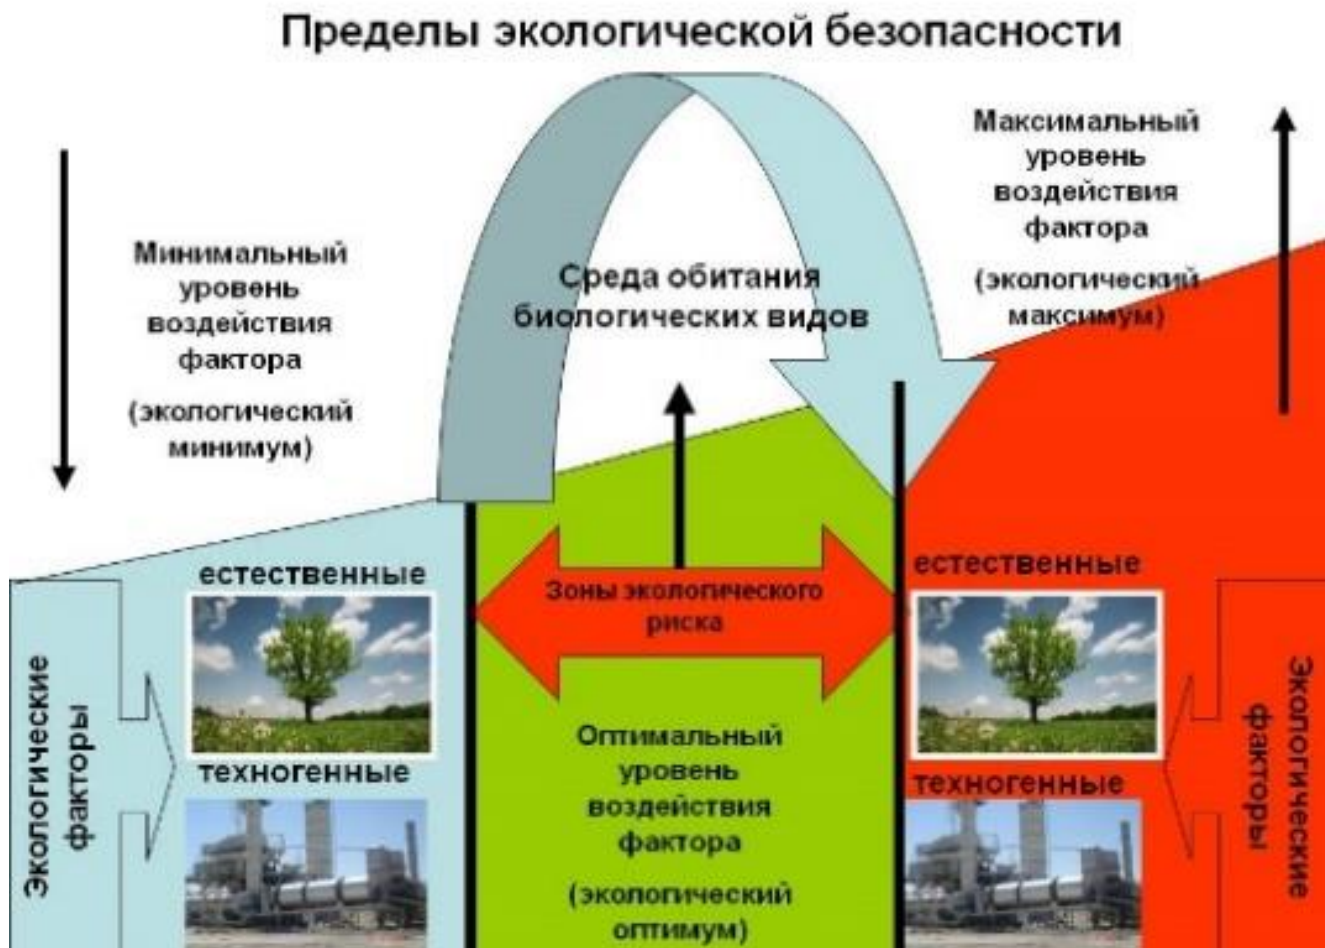 Пределы экологической безопасности
Минимальный
уровень
воздействия
фактора
(экологический
минимум)
Среда обитания
биологических видов
Максимальный
уровень
воздействия
фактора
(экологический
максимум)
Экологические
факторы
естественные
техногенные
Зоны экологического
риска
Оптимальный
уровень
воздействия
фактора
(экологический
оптимум)
естественные
техногенные
Экологические
факторы